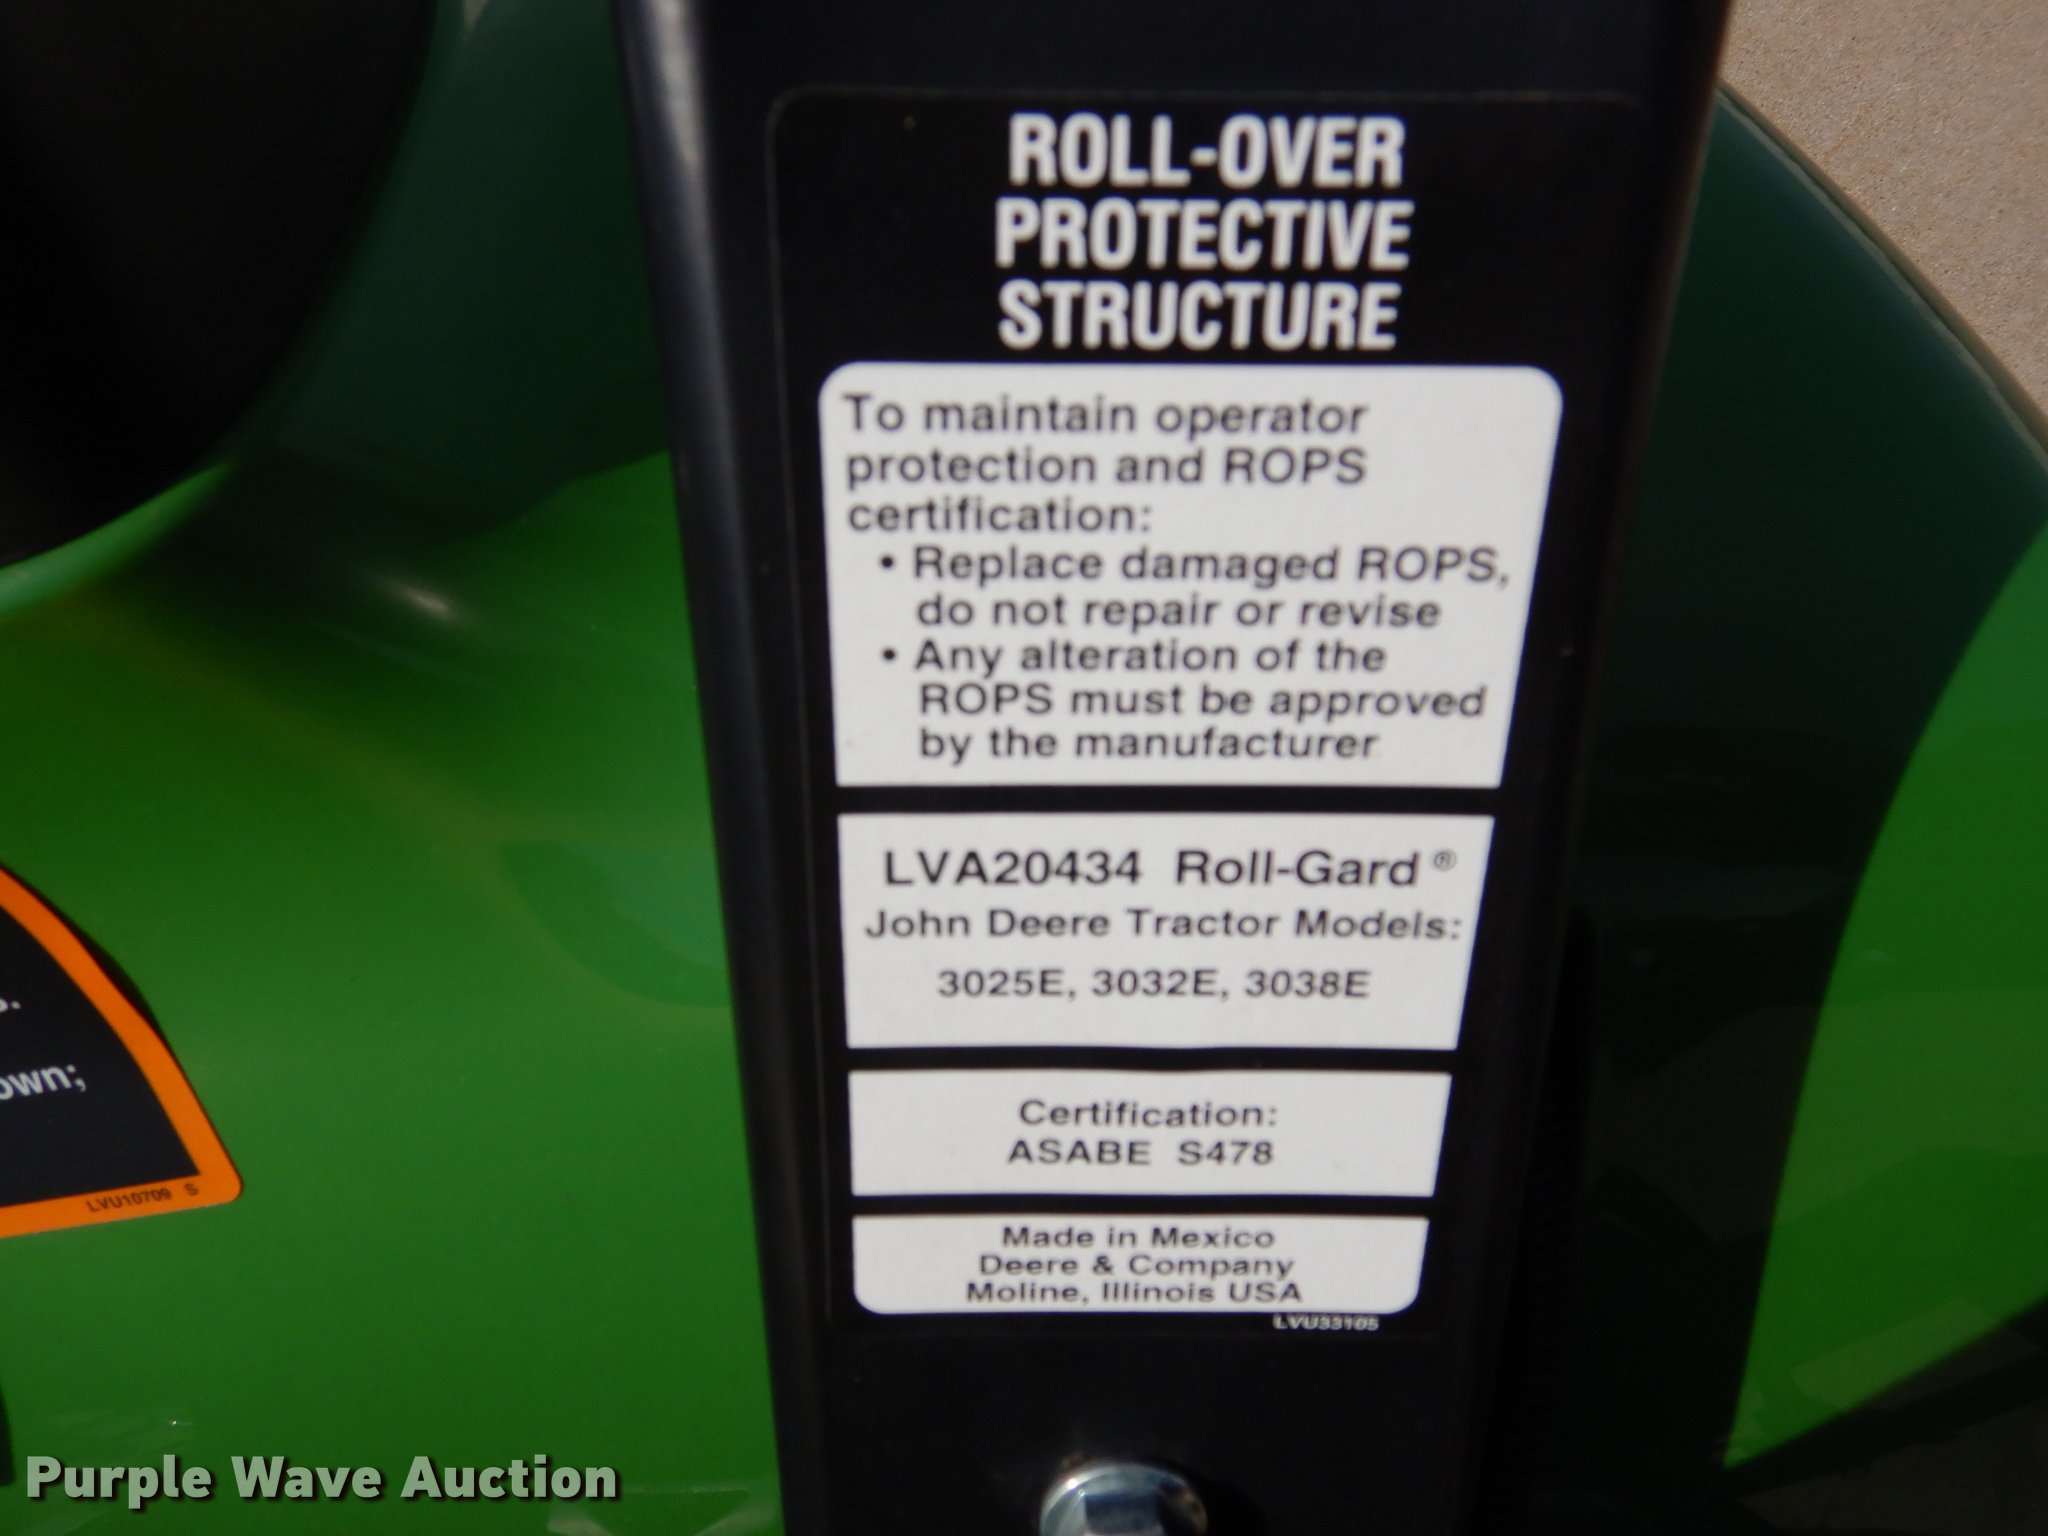 ROLL-OVER
PROTECTIVE
STRUCTURE
To maintain operator
protection and ROPS
certification:
• Replace damaged ROPS,
do not repair or revise
• Any alteration of the
ROPS must be approved
by the manufacturer
LVA20434 Roll-Gard®
John Deere Tractor Models:
3025E, 3032E, 3038E
Certification:
ASABE S478
Made in Mexico
Deere & Company
Moline, Illinois USA
LVU33105
own;
LVU10709 S
Purple Wave Auction